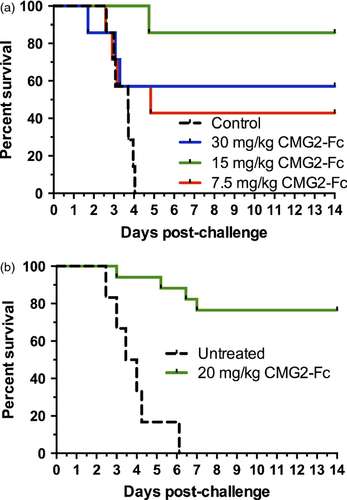 (a)
Percent survival
100
80
60
40
20
0
Control
30 mg/kg CMG2-Fc
15 mg/kg CMG2-Fc
7.5 mg/kg CMG2-Fc
0 1 2 3 4 5 6 7 8 9 10 11 12 13 14
Days post-challenge
(b)
Percent survival
100
80
60
40
20
0
Untreated
20 mg/kg CMG2-Fc
0 1 2 3 4 5 6 7 8 9 10 11 12 13 14
Days post-challenge